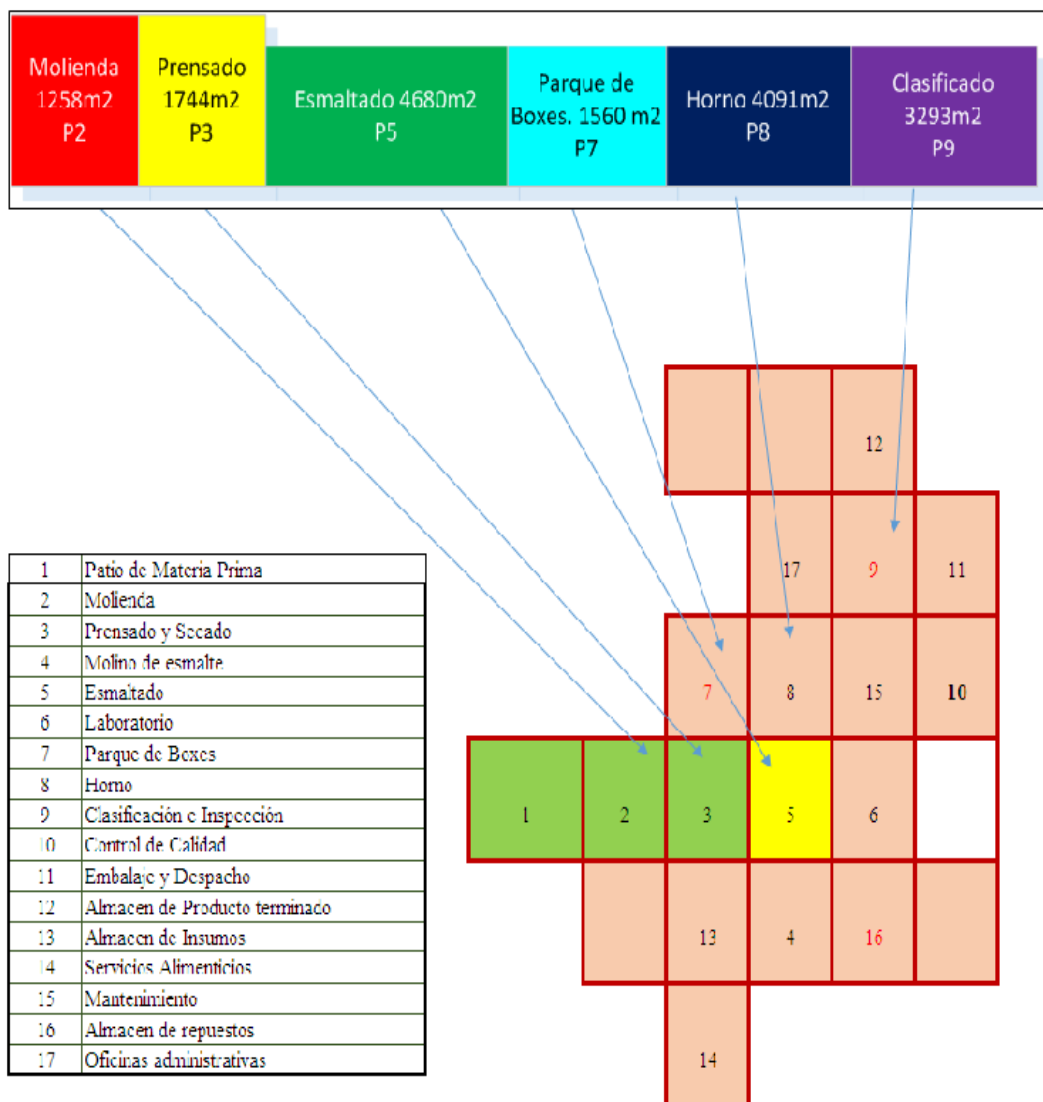 Molienda
1258m2
P2
Prensado
1744m2
P3
Esmaltado 4680m2
P5
Parque de
Boxes. 1560 m2
P7
Horno 4091m2
P8
Clasificado
3293m2
P9
12
17 9 11
7 8 15 10
1 2 3 5 6
13 4 16
14
1 Patio de Materia Prima
2 Molienda
3 Prensado y Secado
4 Molino de esmalte
5 Esmaltado
6 Laboratorio
7 Parque de Boxes
8 Horno
9 Clasificación e Inspección
10 Control de Calidad
11 Embalaje y Despacho
12 Almacen de Producto terminado
13 Almacen de Insumos
14 Servicios Alimenticios
15 Mantenimiento
16 Almacen de repuestos
17 Oficinas administrativas